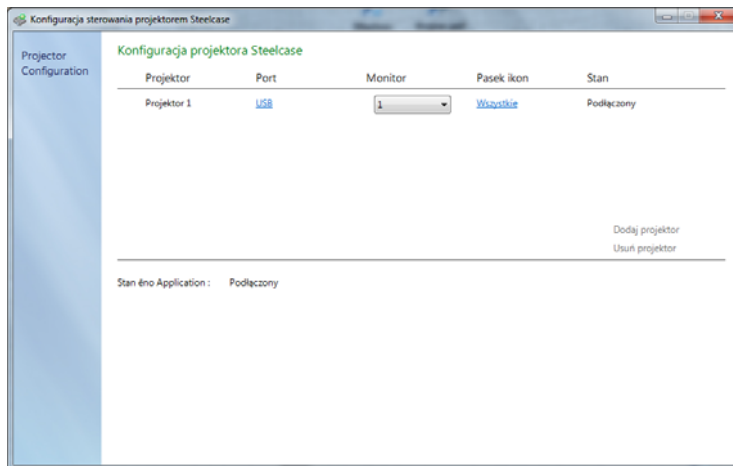 Konfiguracja sterowania projektorem Steelcase
Projector
Configuration
Konfiguracja projektora Steelcase
Projektor Port Monitor Pasek ikon Stan
Projektor 1 USB 1 Wszystkie Podłączony
Dodaj projektor
Usuń projektor
Stan ēno Application : Podłączony